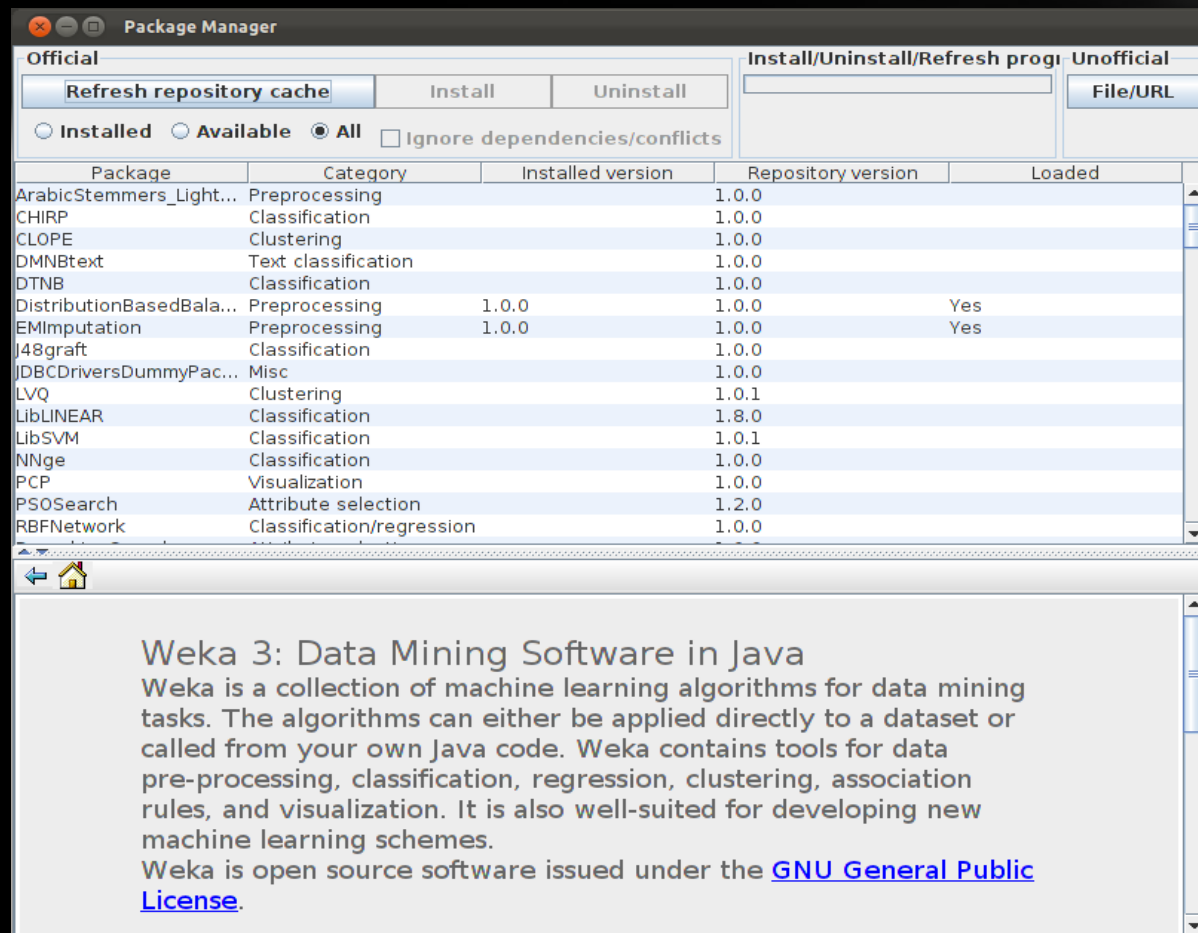 Package Manager
Official
Install/Uninstall/Refresh progr
Unofficial
Refresh repository cache Install Uninstall
File/URL
Installed Available All Ignore dependencies/conflicts
Package Category Installed version Repository version Loaded
ArabicStemmers_Light... Preprocessing 1.0.0
CHIRP Classification 1.0.0
CLOPE Clustering 1.0.0
DMNBtext Text classification 1.0.0
DTNB Classification 1.0.0
DistributionBasedBala... Preprocessing 1.0.0 1.0.0 Yes
EMImputation Preprocessing 1.0.0 1.0.0 Yes
J48graft Classification 1.0.0
JDBCDriversDummyPac... Misc 1.0.0
LVQ Clustering 1.0.1
LibLINEAR Classification 1.8.0
LibSVM Classification 1.0.1
NNge Classification 1.0.0
PCP Visualization 1.0.0
PSOSearch Attribute selection 1.2.0
RBFNetwork Classification/regression 1.0.0
Weka 3: Data Mining Software in Java
Weka is a collection of machine learning algorithms for data mining
tasks. The algorithms can either be applied directly to a dataset or
called from your own Java code. Weka contains tools for data
pre-processing, classification, regression, clustering, association
rules, and visualization. It is also well-suited for developing new
machine learning schemes.
Weka is open source software issued under the GNU General Public
License.